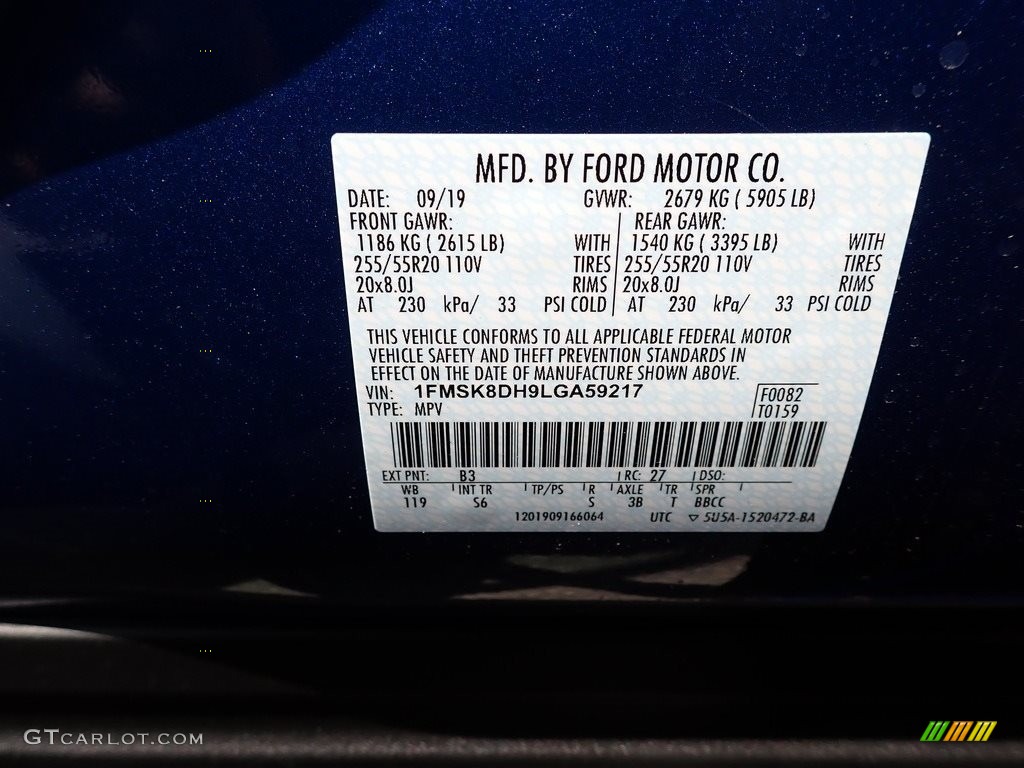 MFD. BY FORD MOTOR CO.
DATE: 09/19 GVWR: 2679 KG ( 5905 LB)
FRONT GAWR: REAR GAWR:
1186 KG ( 2615 LB) WITH 1540 KG ( 3395 LB) WITH
255/55R20 110V TIRES 255/55R20 110V TIRES
20x8.0J RIMS 20x8.0J RIMS
AT 230 kPa/ 33 PSI COLD AT 230 kPa/ 33 PSI COLD
THIS VEHICLE CONFORMS TO ALL APPLICABLE FEDERAL MOTOR
VEHICLE SAFETY AND THEFT PREVENTION STANDARDS IN
EFFECT ON THE DATE OF MANUFACTURE SHOWN ABOVE.
VIN: 1FMSK8DH9LGA59217 F0082
TYPE: MPV T0159
EXT PNT: B3 RC: 27 DSO:
WB INT TR TP/PS R AXLE TR SPR
119 S6 S 3B T BBCC
1201909166064 UTC ▽ 5U5A-1520472-BA
GTCARLOT.COM